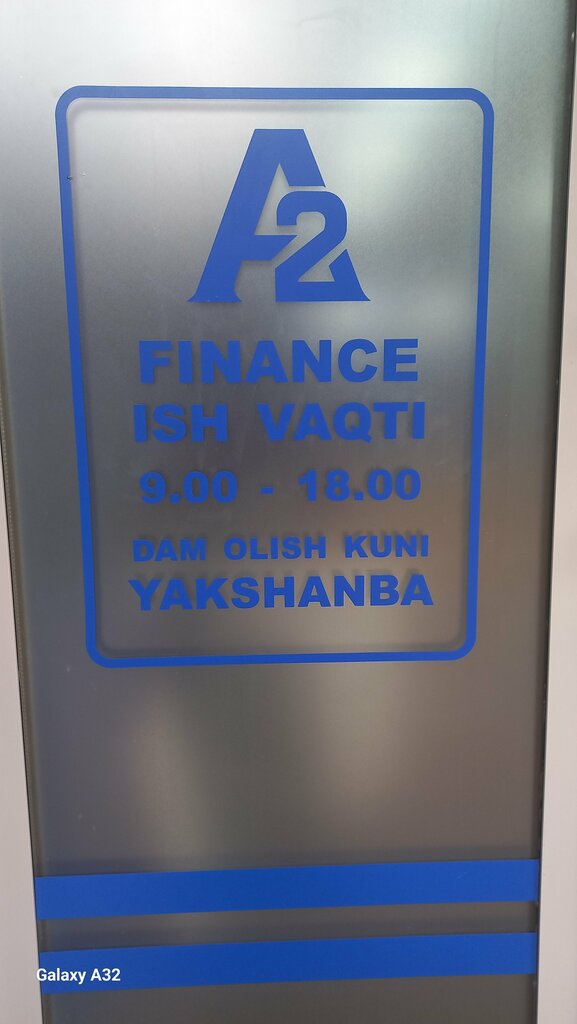 A2
FINANCE
ISH VAQTI
9.00 - 18.00
DAM OLISH KUNI
YAKSHANBA
Galaxy A32